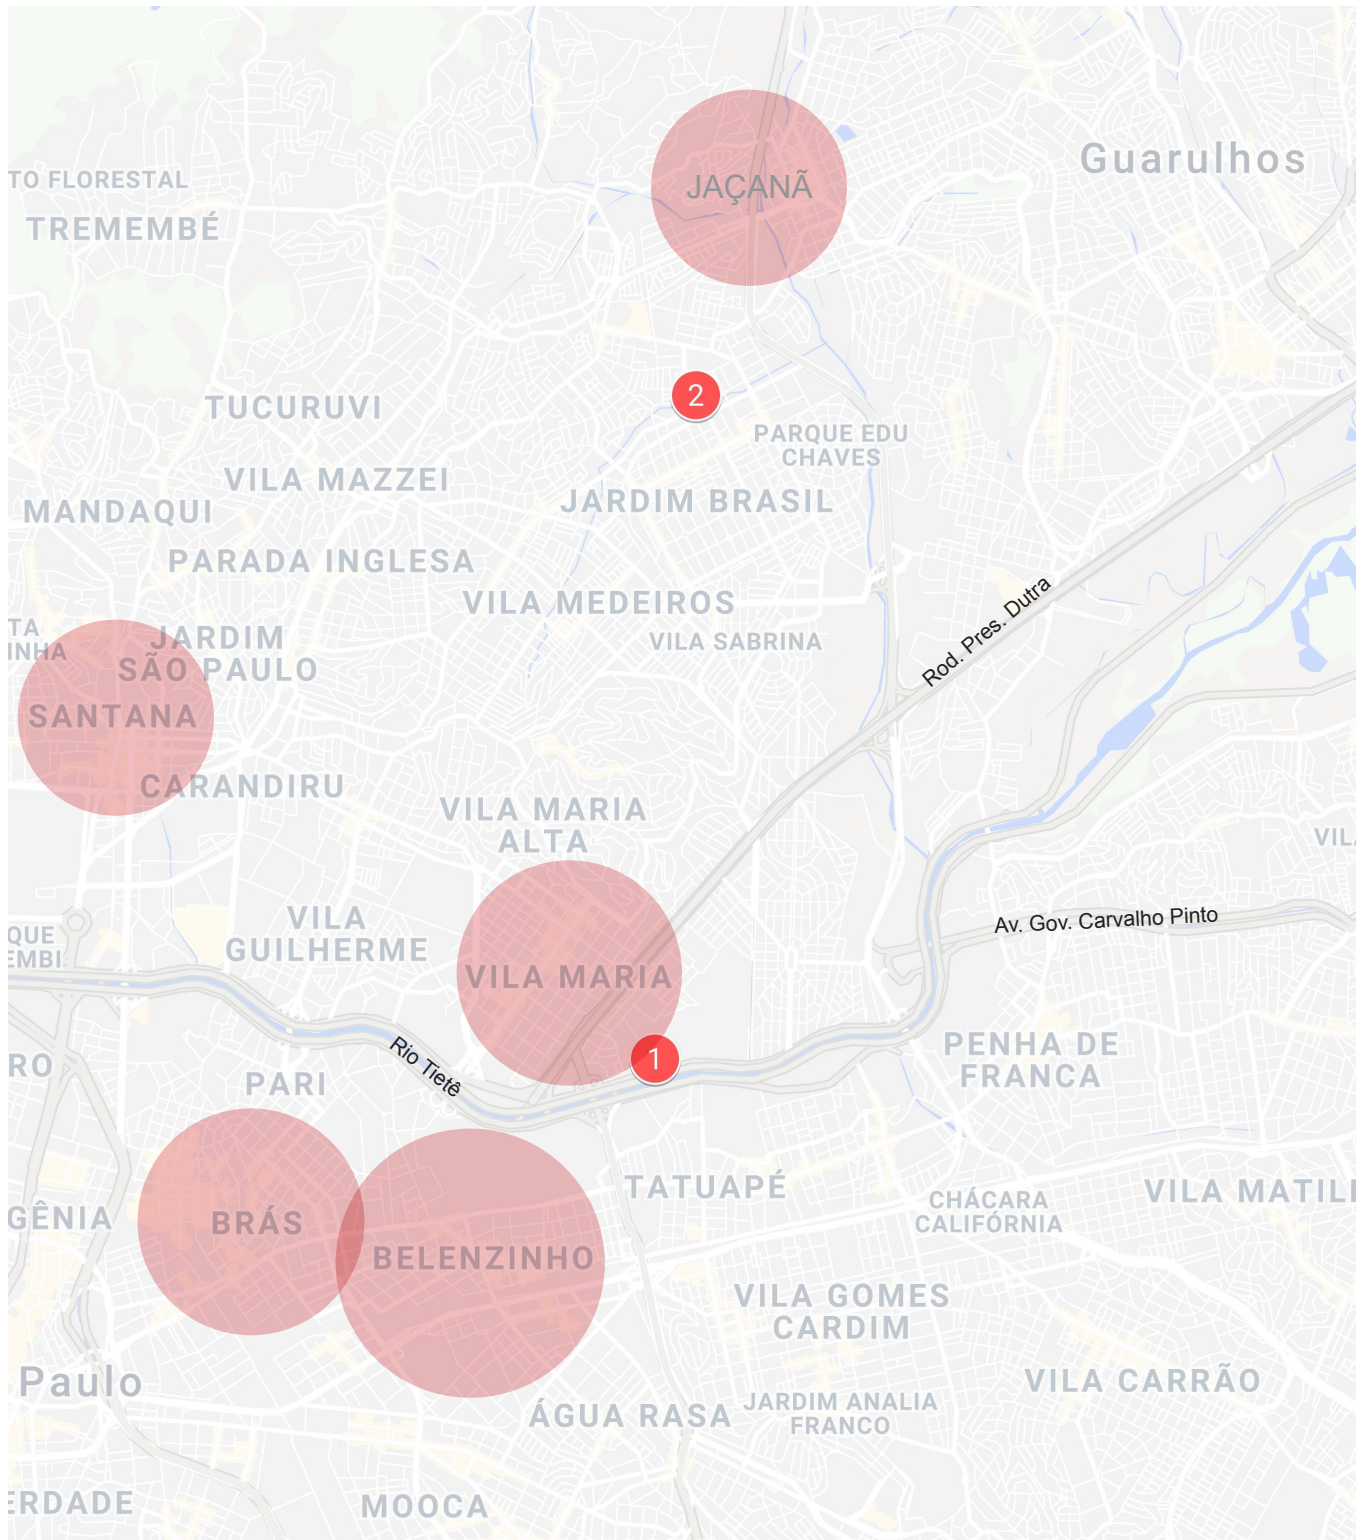 JAÇANÃ
Guarulhos
TO FLORESTAL
TREMEMBÉ
2
TUCURUVI
PARQUE EDU
CHAVES
VILA MAZZEI
JARDIM BRASIL
MANDAQUI
PARADA INGLESA
VILA MEDEIROS
Rod. Pres. Dutra
TA
INHA
JARDIM
SÃO PAULO
VILA SABRINA
SANTANA
CARANDIRU
VILA MARIA
ALTA
VIL
VILA
GUILHERME
Av. Gov. Carvalho Pinto
QUE
EMBI
VILA MARIA
1
Rio Tietê
PENHA DE
FRANCA
RO
PARI
TATUAPÉ
VILA MATIL
CHÁCARA
CALIFÓRNIA
GÊNIA
BRÁS
BELENZINHO
VILA GOMES
CARDIM
Paulo
VILA CARRÃO
JARDIM ANALIA
FRANCO
ÁGUA RASA
ERDADE
MOOCA